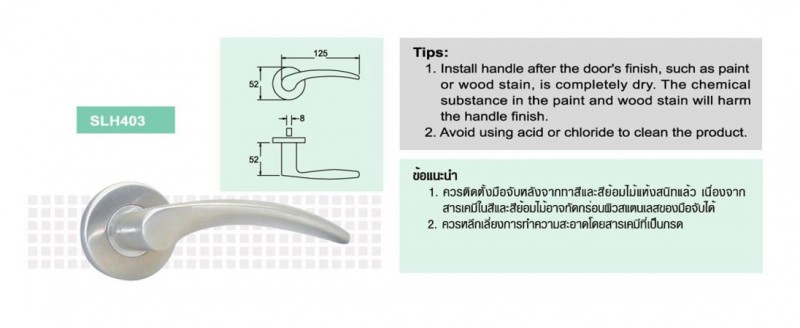 SLH403
125
52
8
52
Tips:
1. Install handle after the door's finish, such as paint
or wood stain, is completely dry. The chemical
substance in the paint and wood stain will harm
the handle finish.
2. Avoid using acid or chloride to clean the product.
ข้อแนะนำ
1. ควรติดตั้งมือจับหลังจากทาสีและสีย้อมไม้แห้งสนิทแล้ว เนื่องจาก
สารเคมีในสีและสีย้อมไม้อาจกัดกร่อนผิวสแตนเลสของมือจับได้
2. ควรหลีกเลี่ยงการทำความสะอาดโดยสารเคมีที่เป็นกรด